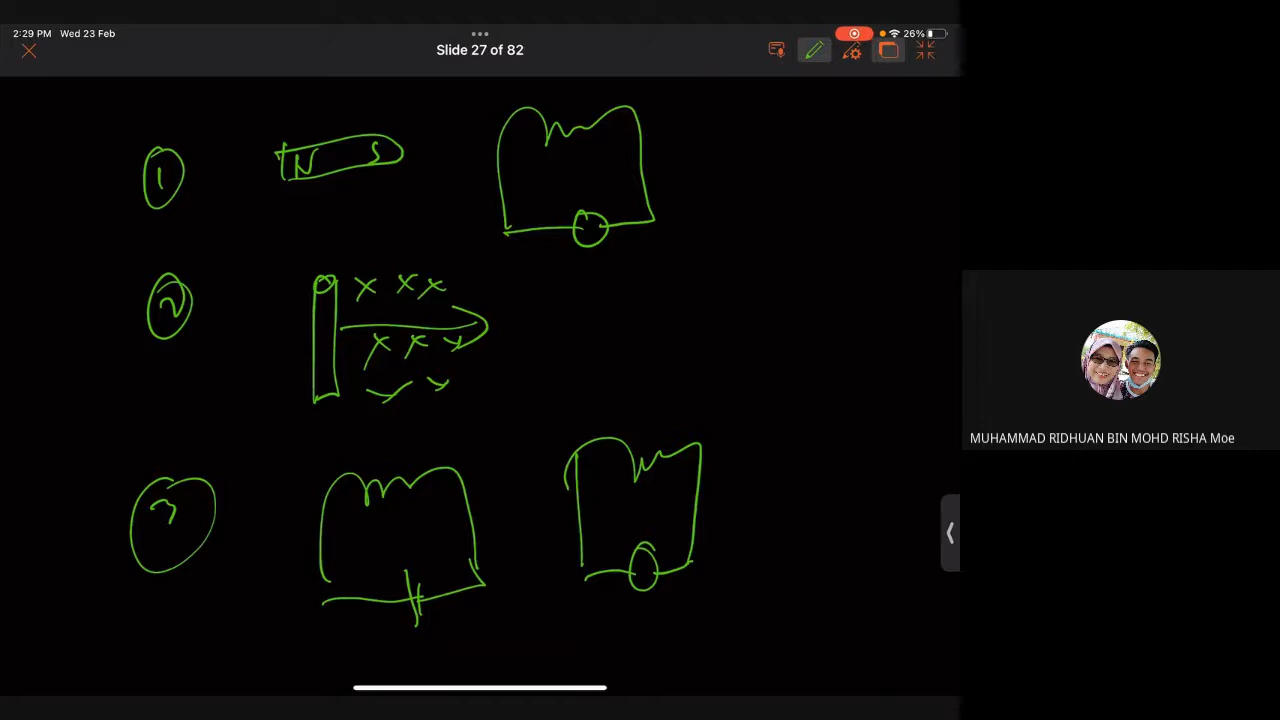 2:29 PM Wed 23 Feb
26%
Slide 27 of 82
1
N S
2
x x x
x x x
3
MUHAMMAD RIDHUAN BIN MOHD RISHA Moe